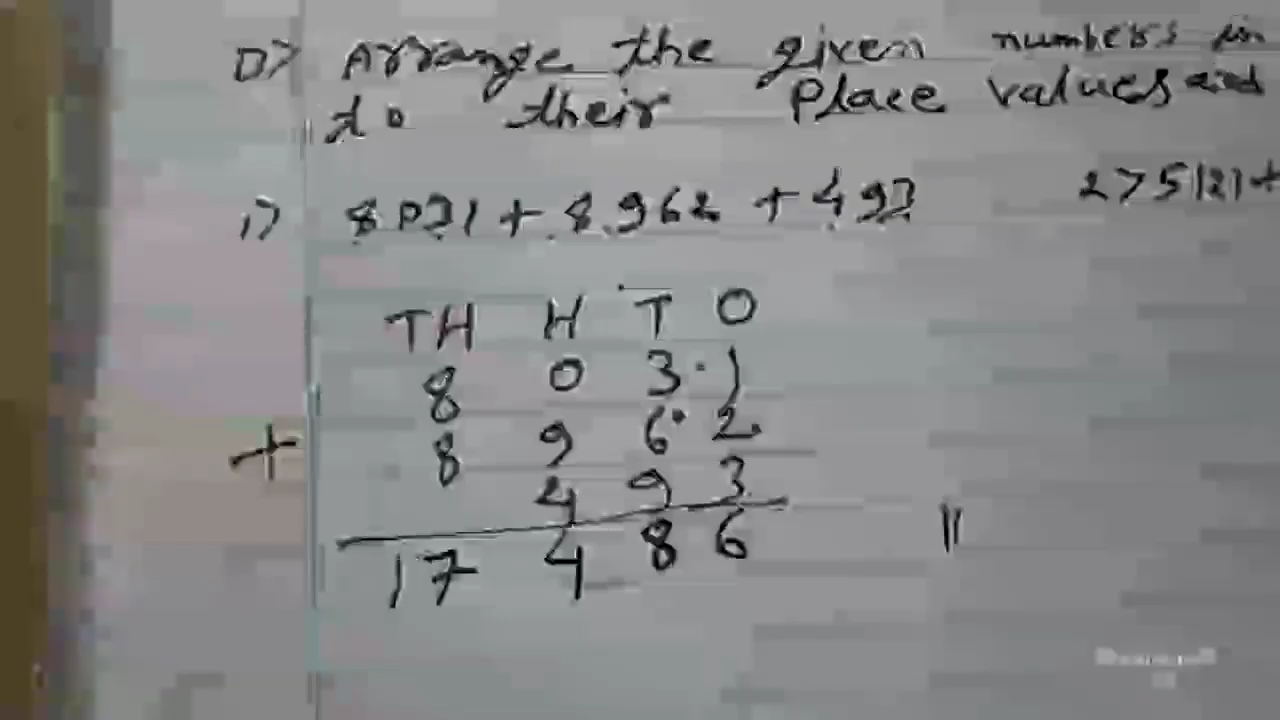 D> Arrange the given numbers in
to their place values and
1) 8031 + 8962 + 493 275121+
TH H T O
8 0 3 1
+ 8 9 6 2
4 9 3
17 4 8 6 ||